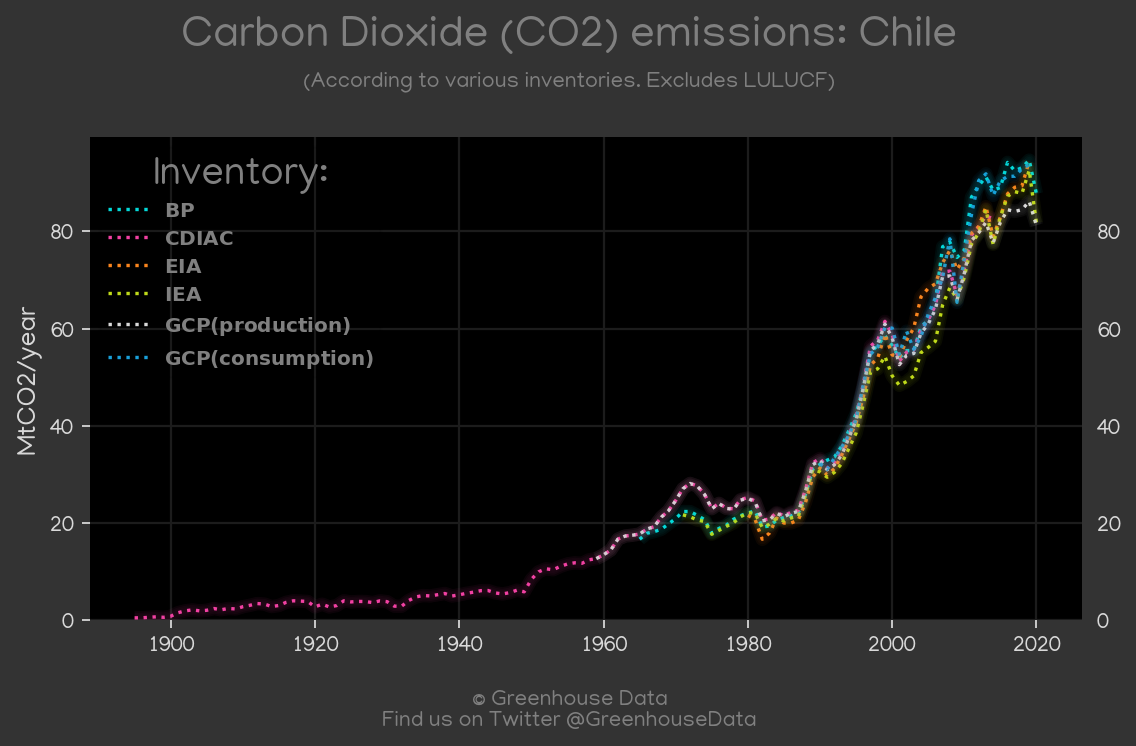 Carbon Dioxide (CO2) emissions: Chile
(According to various inventories. Excludes LULUCF)
Inventory:
BP
CDIAC
EIA
IEA
GCP(production)
GCP(consumption)
MtCO2/year
80
60
40
20
0
80
60
40
20
0
1900 1920 1940 1960 1980 2000 2020
© Greenhouse Data
Find us on Twitter @GreenhouseData